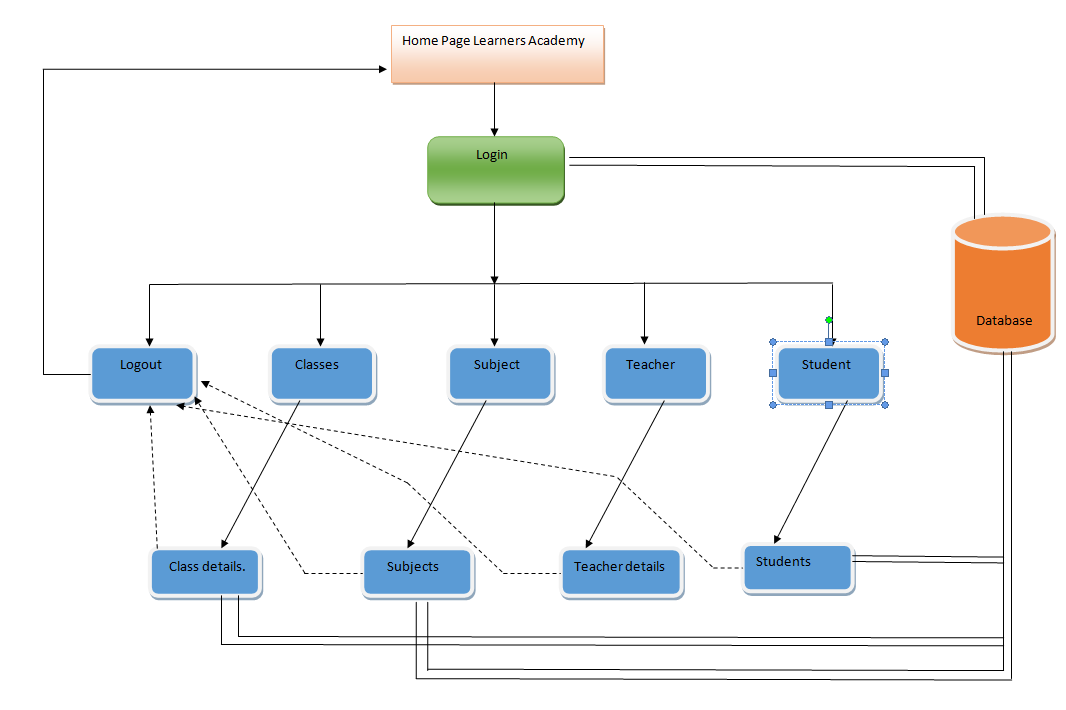 Home Page Learners Academy
Login
Database
Logout
Classes
Subject
Teacher
Student
Class details.
Subjects
Teacher details
Students